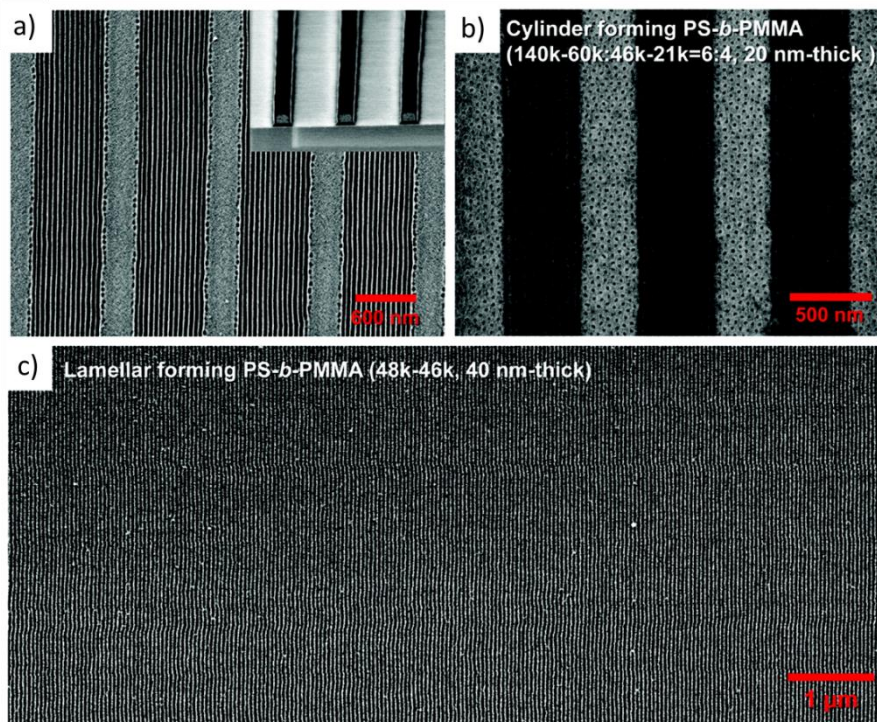 a)
600 nm
b)
Cylinder forming PS-b-PMMA
(140k-60k:46k-21k=6:4, 20 nm-thick )
500 nm
c)
Lamellar forming PS-b-PMMA (48k-46k, 40 nm-thick)
1 μm